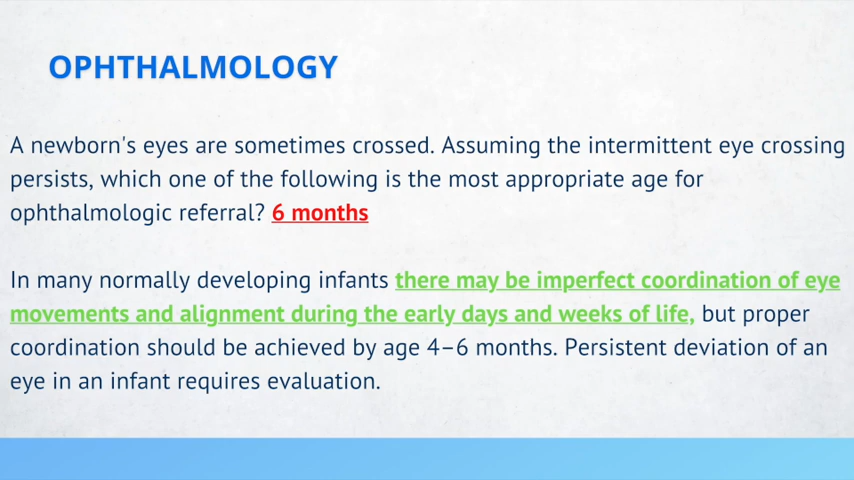 OPHTHALMOLOGY
A newborn's eyes are sometimes crossed. Assuming the intermittent eye crossing
persists, which one of the following is the most appropriate age for
ophthalmologic referral? 6 months
In many normally developing infants there may be imperfect coordination of eye
movements and alignment during the early days and weeks of life, but proper
coordination should be achieved by age 4–6 months. Persistent deviation of an
eye in an infant requires evaluation.